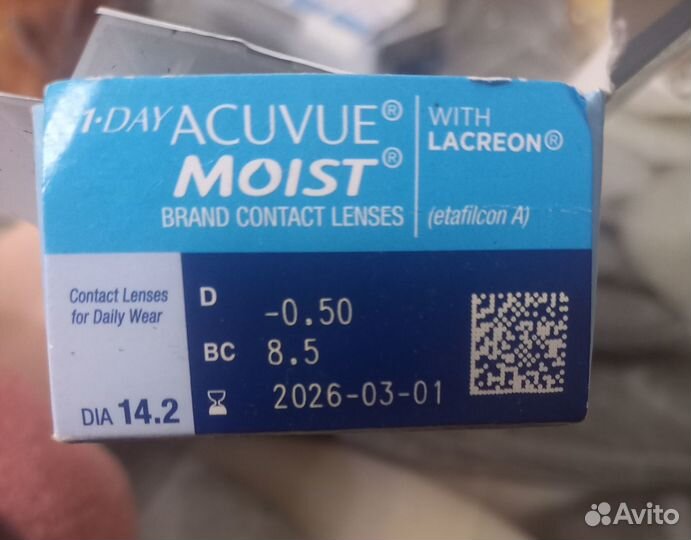 1·DAY ACUVUE®
MOIST®
BRAND CONTACT LENSES
WITH
LACREON®
(etafilcon A)
Contact Lenses
for Daily Wear
DIA 14.2
D -0.50
BC 8.5
2026-03-01
Avito